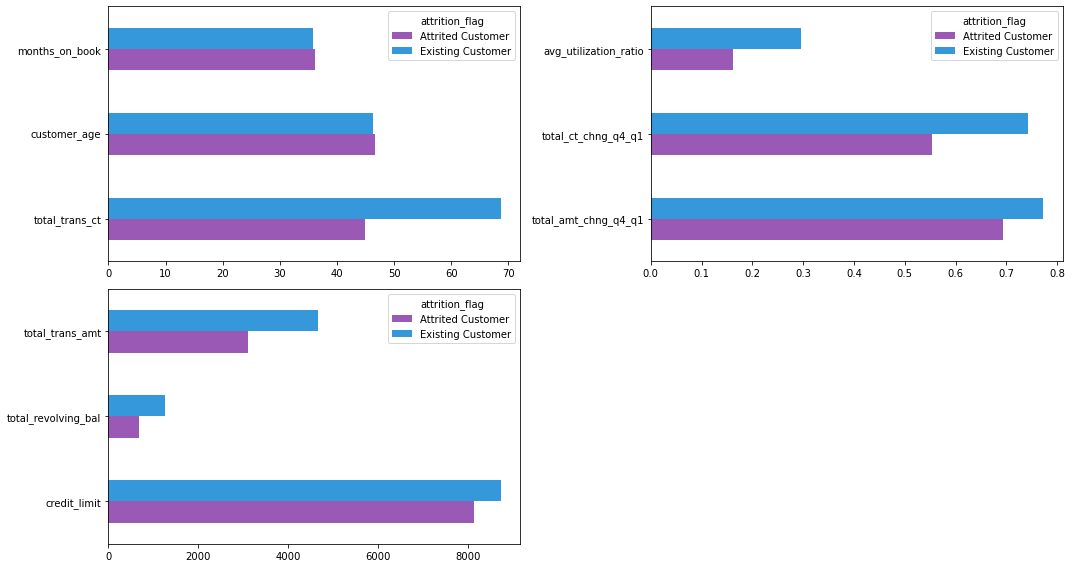 attrition_flag
Attrited Customer
Existing Customer
months_on_book
customer_age
total_trans_ct
0 10 20 30 40 50 60 70
attrition_flag
Attrited Customer
Existing Customer
avg_utilization_ratio
total_ct_chng_q4_q1
total_amt_chng_q4_q1
0.0 0.1 0.2 0.3 0.4 0.5 0.6 0.7 0.8
attrition_flag
Attrited Customer
Existing Customer
total_trans_amt
total_revolving_bal
credit_limit
0 2000 4000 6000 8000